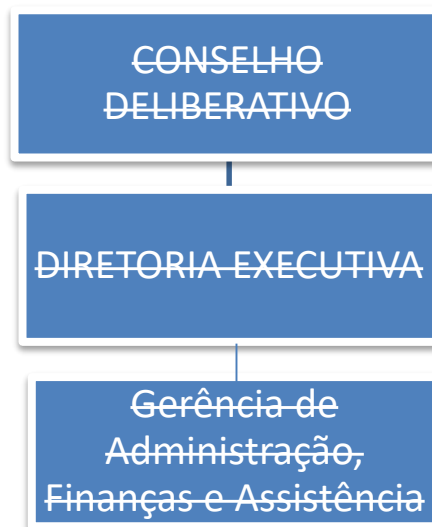 CONSELHO
DELIBERATIVO
DIRETORIA EXECUTIVA
Gerência de
Administração,
Finanças e Assistência